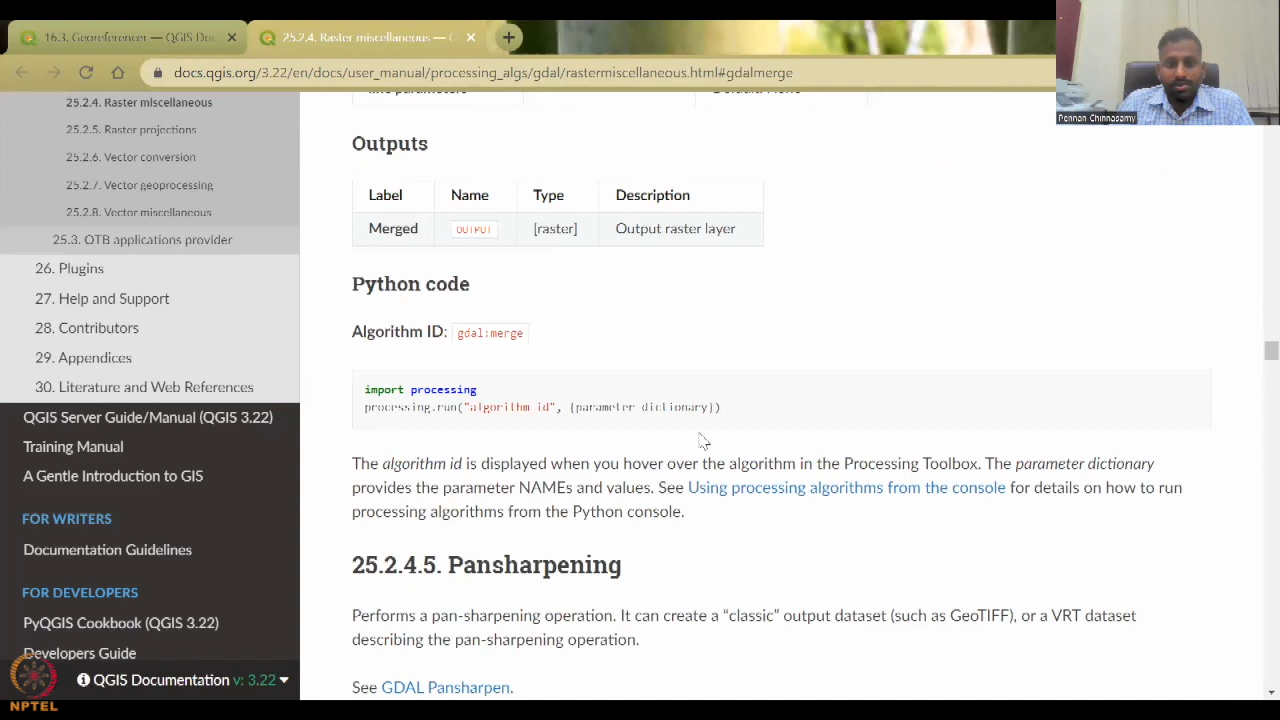 16.3. Georeferencer — QGIS Do
25.2.4. Raster miscellaneous —
docs.qgis.org/3.22/en/docs/user_manual/processing_algs/gdal/rastermiscellaneous.html#gdalmerge
Pennan Chinnasamy
25.2.4. Raster miscellaneous
25.2.5. Raster projections
25.2.6. Vector conversion
25.2.7. Vector geoprocessing
25.2.8. Vector miscellaneous
25.3. OTB applications provider
26. Plugins
27. Help and Support
28. Contributors
29. Appendices
30. Literature and Web References
QGIS Server Guide/Manual (QGIS 3.22)
Training Manual
A Gentle Introduction to GIS
FOR WRITERS
Documentation Guidelines
FOR DEVELOPERS
PyQGIS Cookbook (QGIS 3.22)
Developers Guide
QGIS Documentation v: 3.22
NPTEL
Outputs
Label Name Type Description
Merged OUTPUT [raster] Output raster layer
Python code
Algorithm ID: gdal:merge
import processing
processing.run("algorithm_id", {parameter_dictionary})
The algorithm id is displayed when you hover over the algorithm in the Processing Toolbox. The parameter dictionary
provides the parameter NAMEs and values. See Using processing algorithms from the console for details on how to run
processing algorithms from the Python console.
25.2.4.5. Pansharpening
Performs a pan-sharpening operation. It can create a “classic” output dataset (such as GeoTIFF), or a VRT dataset
describing the pan-sharpening operation.
See GDAL Pansharpen.